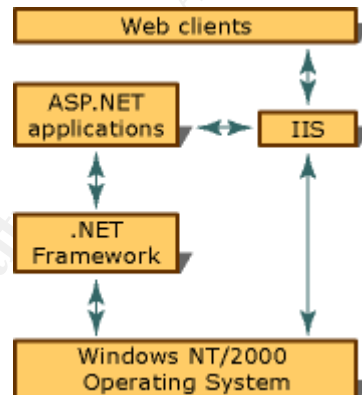 Web clients
ASP.NET
applications
IIS
.NET
Framework
Windows NT/2000
Operating System